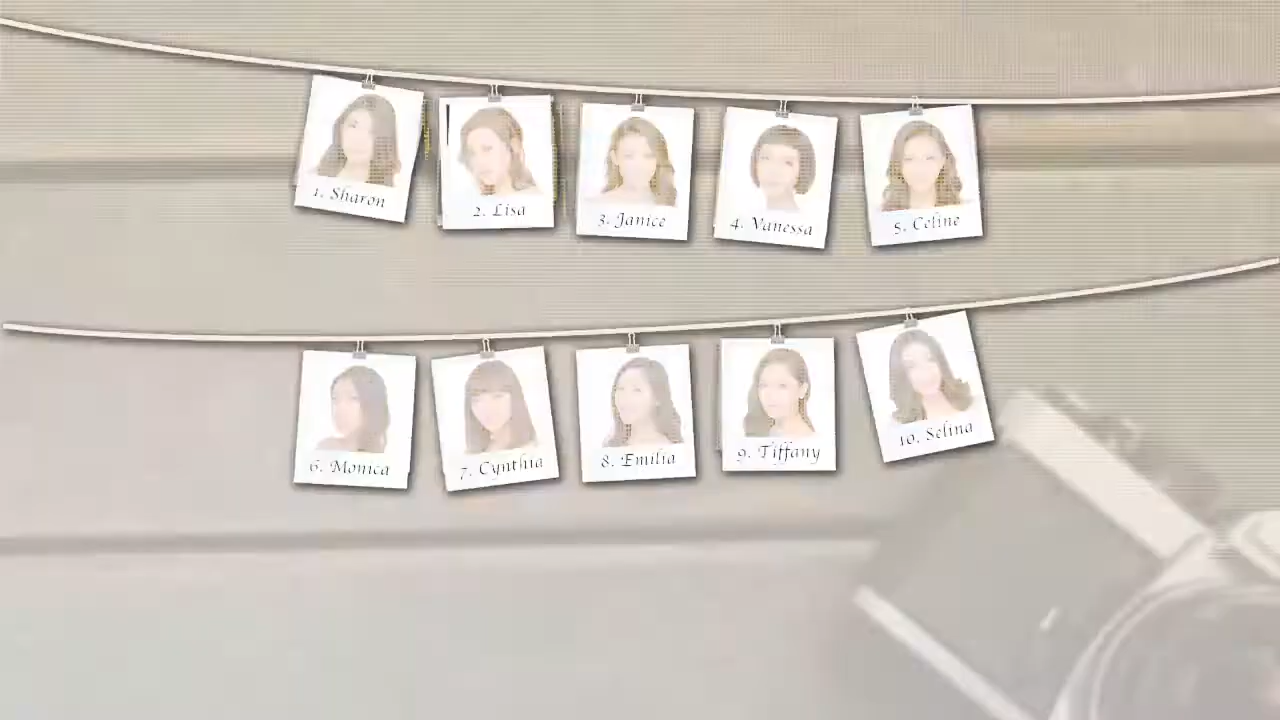 1. Sharon
2. Lisa
3. Janice
4. Vanessa
5. Celine
6. Monica
7. Cynthia
8. Emilia
9. Tiffany
10. Selina